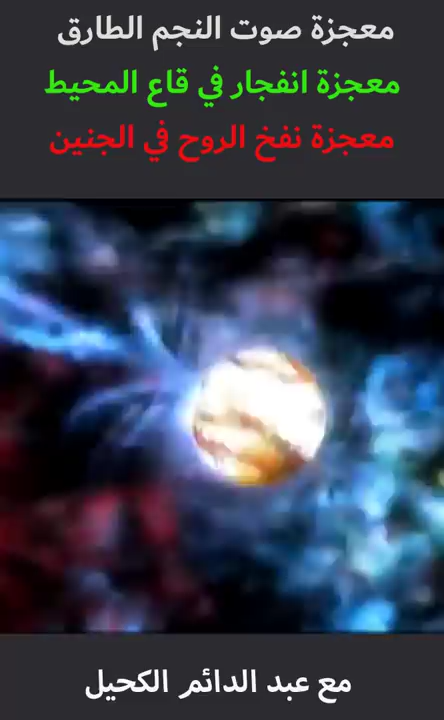 معجزة صوت النجم الطارق
معجزة انفجار في قاع المحيط
معجزة نفخ الروح في الجنين
مع عبد الدائم الكحيل